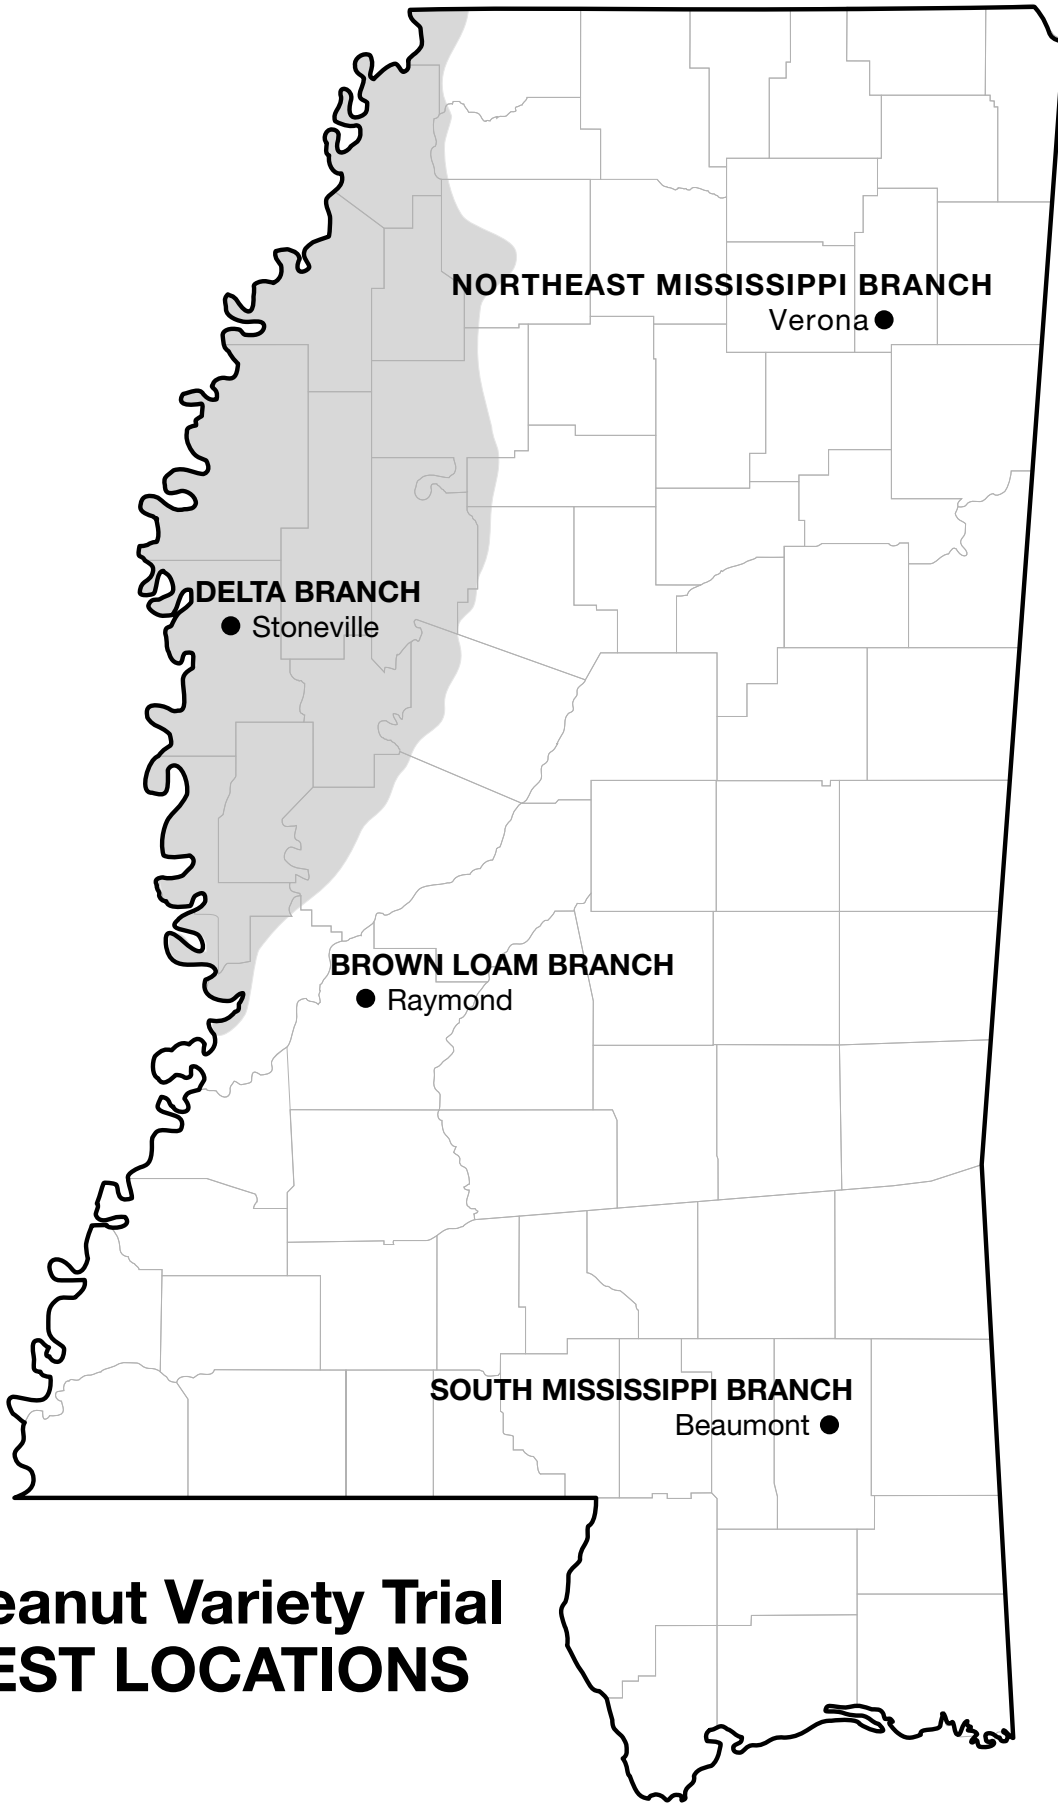 NORTHEAST MISSISSIPPI BRANCH
Verona
DELTA BRANCH
Stoneville
BROWN LOAM BRANCH
Raymond
SOUTH MISSISSIPPI BRANCH
Beaumont
eanut Variety Trial
EST LOCATIONS